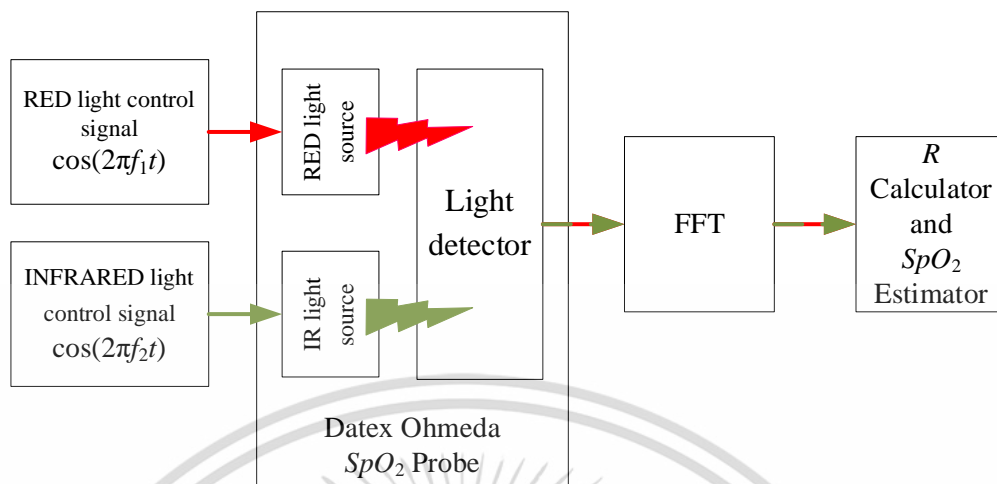 RED light control
signal
cos(2πf₁t)
RED light
source
Light
detector
FFT
R
Calculator
and
SpO₂
Estimator
INFRARED light
control signal
cos(2πf₂t)
IR light
source
Datex Ohmeda
SpO₂ Probe